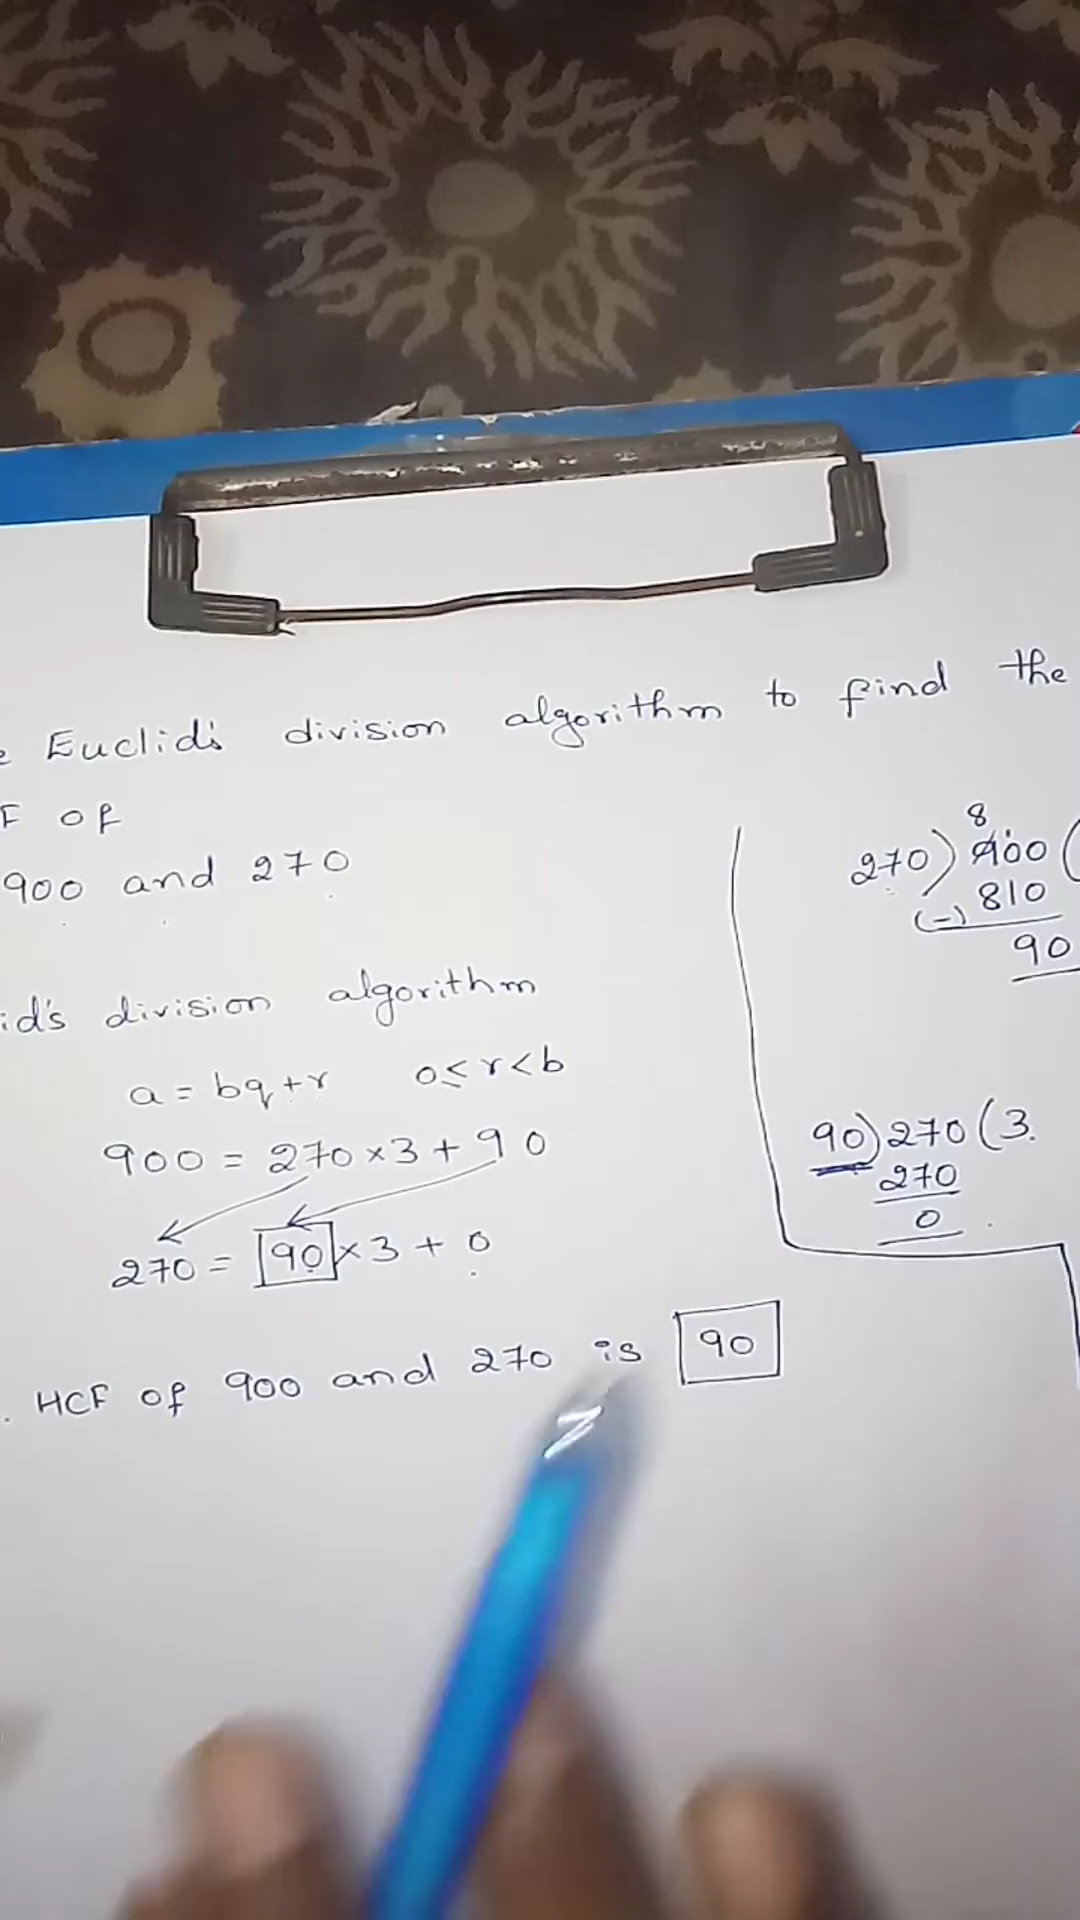 Euclid's division algorithm to find the
OF
900 and 270
division algorithm
a = bq + r 0 ≤ r < b
900 = 270 × 3 + 90
270 = 90 × 3 + 0
HCF of 900 and 270 is 90
8
270) 900 (
(-) 810
90
90) 270 (3.
270
0